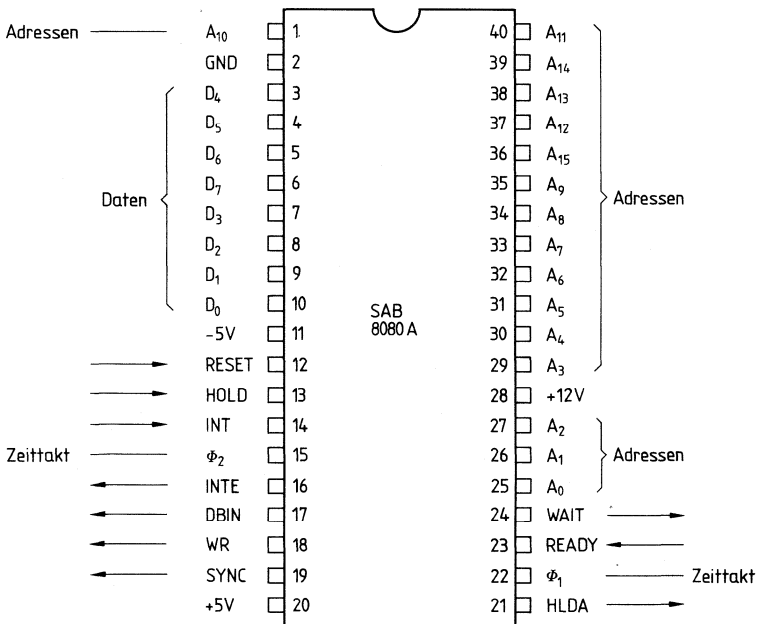 Adressen A₁₀ 1 40 A₁₁
GND 2 39 A₁₄
D₄ 3 38 A₁₃
D₅ 4 37 A₁₂
D₆ 5 36 A₁₅
D₇ 6 35 A₉
Daten D₃ 7 34 A₈ Adressen
D₂ 8 33 A₇
D₁ 9 32 A₆
D₀ 10 31 A₅
SAB
8080 A
-5V 11 30 A₄
RESET 12 29 A₃
HOLD 13 28 +12V
INT 14 27 A₂
Zeittakt Φ₂ 15 26 A₁ Adressen
INTE 16 25 A₀
DBIN 17 24 WAIT
WR 18 23 READY
SYNC 19 22 Φ₁ Zeittakt
+5V 20 21 HLDA